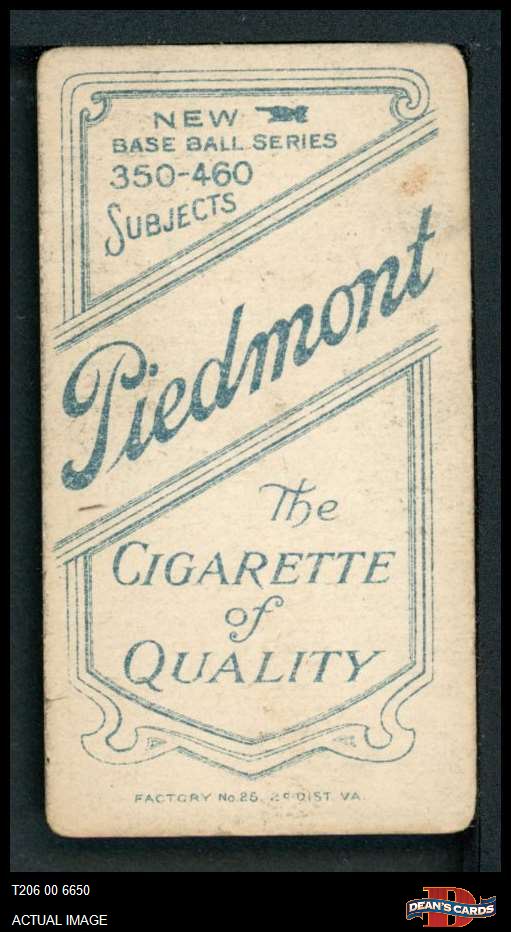 NEW
BASE BALL SERIES
350-460
SUBJECTS
Piedmont
The
CIGARETTE
of
QUALITY
FACTORY No. 25, 2D DIST. VA.
T206 00 6650
ACTUAL IMAGE
D
DEAN'S CARDS